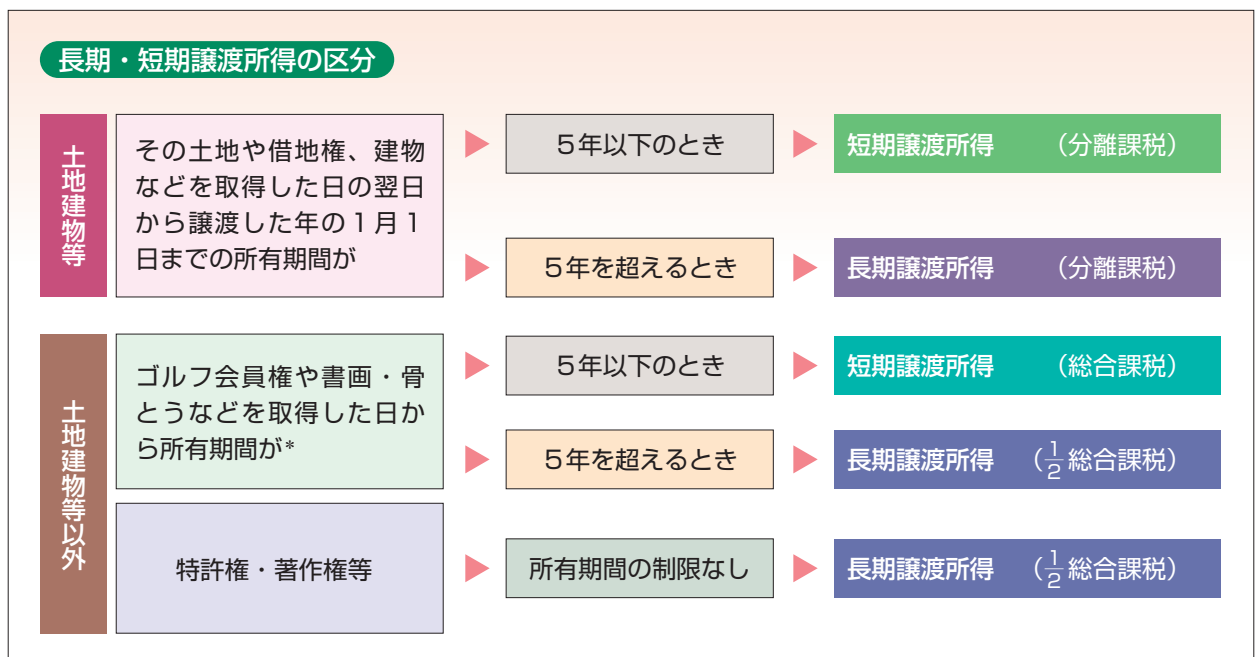 長期・短期譲渡所得の区分
土地建物等
その土地や借地権、建物
などを取得した日の翌日
から譲渡した年の１月１
日までの所有期間が
５年以下のとき
短期譲渡所得 （分離課税）
５年を超えるとき
長期譲渡所得 （分離課税）
土地建物等以外
ゴルフ会員権や書画・骨
とうなどを取得した日か
ら所有期間が*
５年以下のとき
短期譲渡所得 （総合課税）
５年を超えるとき
長期譲渡所得 （1/2総合課税）
特許権・著作権等
所有期間の制限なし
長期譲渡所得 （1/2総合課税）